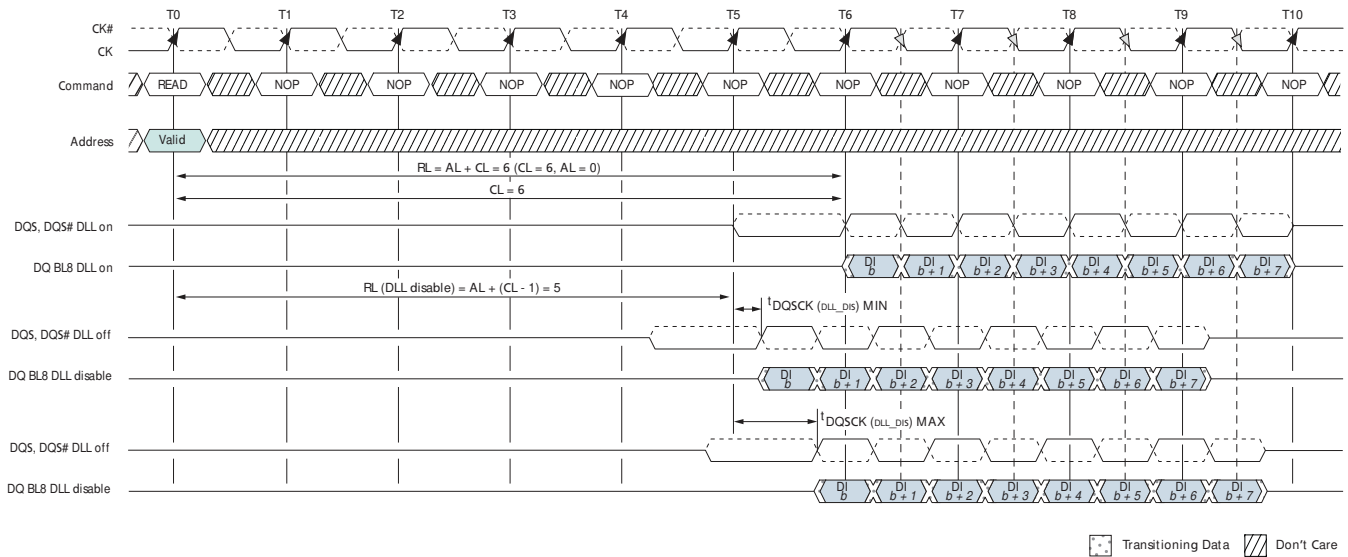 T0 T1 T2 T3 T4 T5 T6 T7 T8 T9 T10
CK#
CK
Command READ NOP NOP NOP NOP NOP NOP NOP NOP NOP NOP
Address Valid
RL = AL + CL = 6 (CL = 6, AL = 0)
CL = 6
DQS, DQS# DLL on
DQ BL8 DLL on DI b DI b + 1 DI b + 2 DI b + 3 DI b + 4 DI b + 5 DI b + 6 DI b + 7
RL (DLL disable) = AL + (CL - 1) = 5
tDQSCK (DLL_DIS) MIN
DQS, DQS# DLL off
DQ BL8 DLL disable DI b DI b + 1 DI b + 2 DI b + 3 DI b + 4 DI b + 5 DI b + 6 DI b + 7
tDQSCK (DLL_DIS) MAX
DQS, DQS# DLL off
DQ BL8 DLL disable DI b DI b + 1 DI b + 2 DI b + 3 DI b + 4 DI b + 5 DI b + 6 DI b + 7
Transitioning Data Don't Care